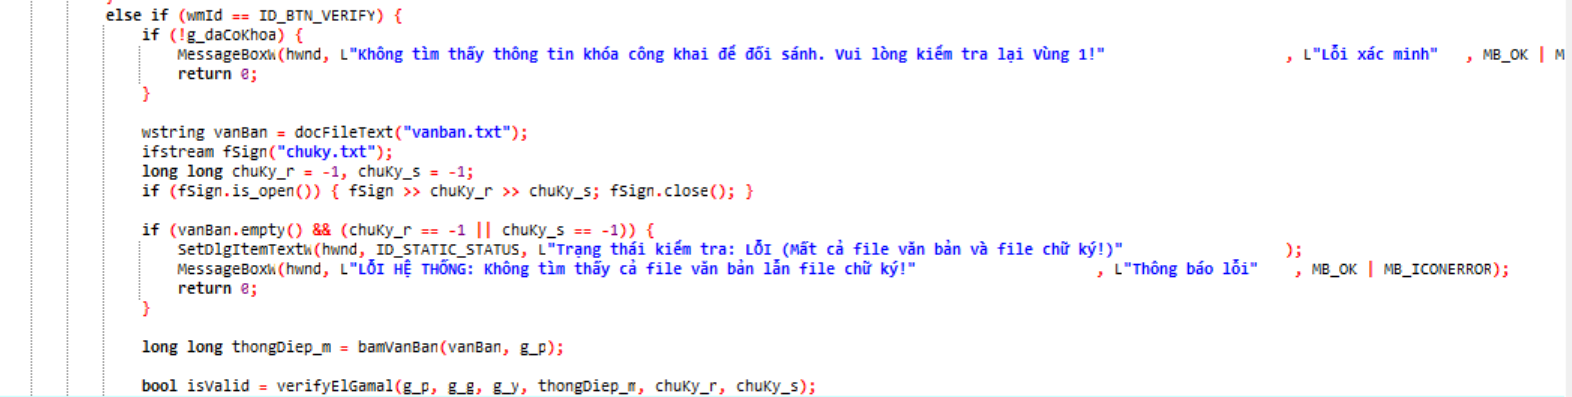 else if (wmId == ID_BTN_VERIFY) {
if (!g_daCoKhoa) {
MessageBoxW(hwnd, L"Không tìm thấy thông tin khóa công khai để đối sánh. Vui lòng kiểm tra lại Vùng 1!" , L"Lỗi xác minh" , MB_OK | M
return 0;
}
wstring vanBan = docFileText("vanban.txt");
ifstream fSign("chuky.txt");
long long chuKy_r = -1, chuKy_s = -1;
if (fSign.is_open()) { fSign >> chuKy_r >> chuKy_s; fSign.close(); }
if (vanBan.empty() && (chuKy_r == -1 || chuKy_s == -1)) {
SetDlgItemTextW(hwnd, ID_STATIC_STATUS, L"Trạng thái kiểm tra: LỖI (Mất cả file văn bản và file chữ ký!)" );
MessageBoxW(hwnd, L"LỖI HỆ THỐNG: Không tìm thấy cả file văn bản lẫn file chữ ký!" , L"Thông báo lỗi" , MB_OK | MB_ICONERROR);
return 0;
}
long long thongDiep_m = bamVanBan(vanBan, g_p);
bool isValid = verifyElGamal(g_p, g_g, g_y, thongDiep_m, chuKy_r, chuKy_s);